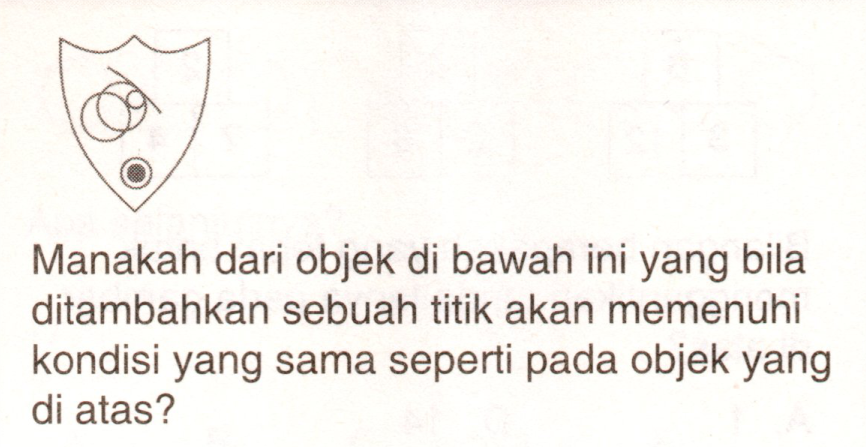 Manakah dari objek di bawah ini yang bila
ditambahkan sebuah titik akan memenuhi
kondisi yang sama seperti pada objek yang
di atas?